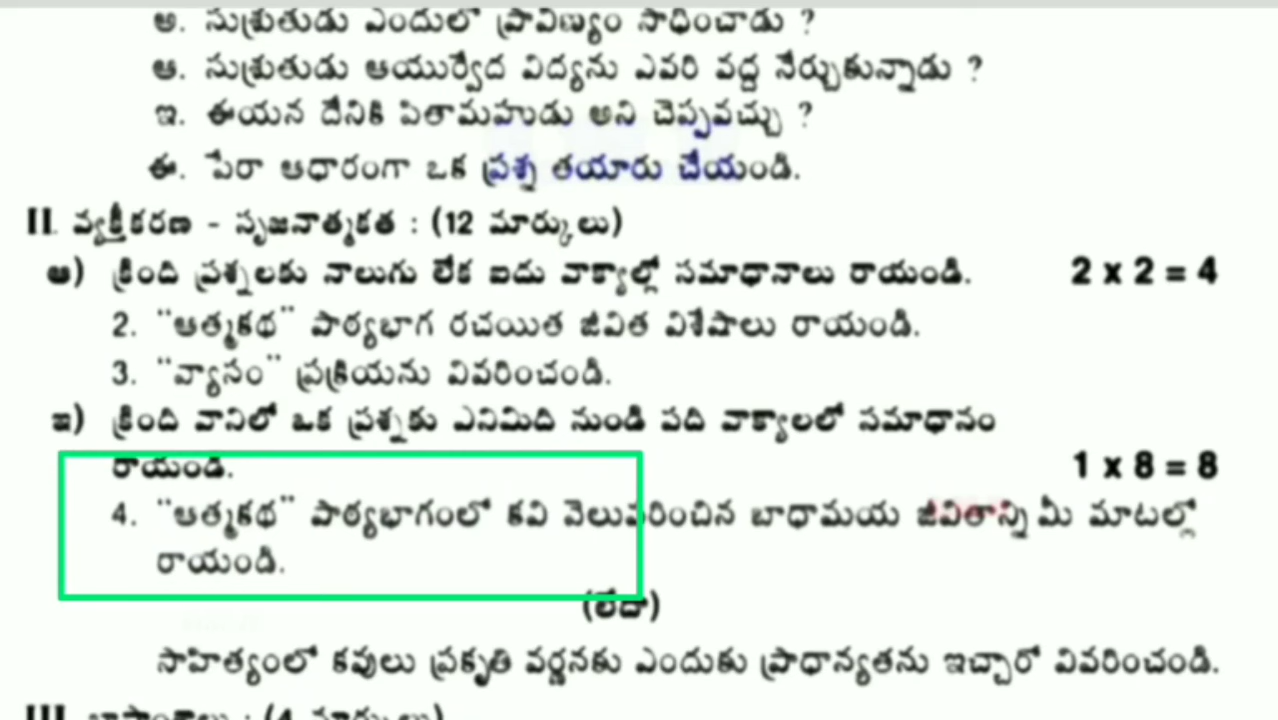 అ. సుశ్రుతుడు ఎందులో ప్రావీణ్యం సాధించాడు ?
ఆ. సుశ్రుతుడు ఆయుర్వేద విద్యను ఎవరి వద్ద నేర్చుకున్నాడు ?
ఇ. ఈయన దేనికి పితామహుడు అని చెప్పవచ్చు ?
ఈ. పేరా ఆధారంగా ఒక ప్రశ్న తయారు చేయండి.
II. వ్యక్తీకరణ - సృజనాత్మకత : (12 మార్కులు)
ఆ) క్రింది ప్రశ్నలకు నాలుగు లేక ఐదు వాక్యాల్లో సమాధానాలు రాయండి. 2 x 2 = 4
2. "ఆత్మకథ" పాఠ్యభాగ రచయిత జీవిత విశేషాలు రాయండి.
3. "వ్యాసం" ప్రక్రియను వివరించండి.
ఇ) క్రింది వానిలో ఒక ప్రశ్నకు ఎనిమిది నుండి పది వాక్యాలలో సమాధానం
రాయండి. 1 x 8 = 8
4. "ఆత్మకథ" పాఠ్యభాగంలో కవి వెలువరించిన బాధామయ జీవితాన్ని మీ మాటల్లో
రాయండి.
(లేదా)
సాహిత్యంలో కవులు ప్రకృతి వర్ణనకు ఎందుకు ప్రాధాన్యతను ఇచ్చారో వివరించండి.
III. భాషాంశాలు : (4 మార్కులు)